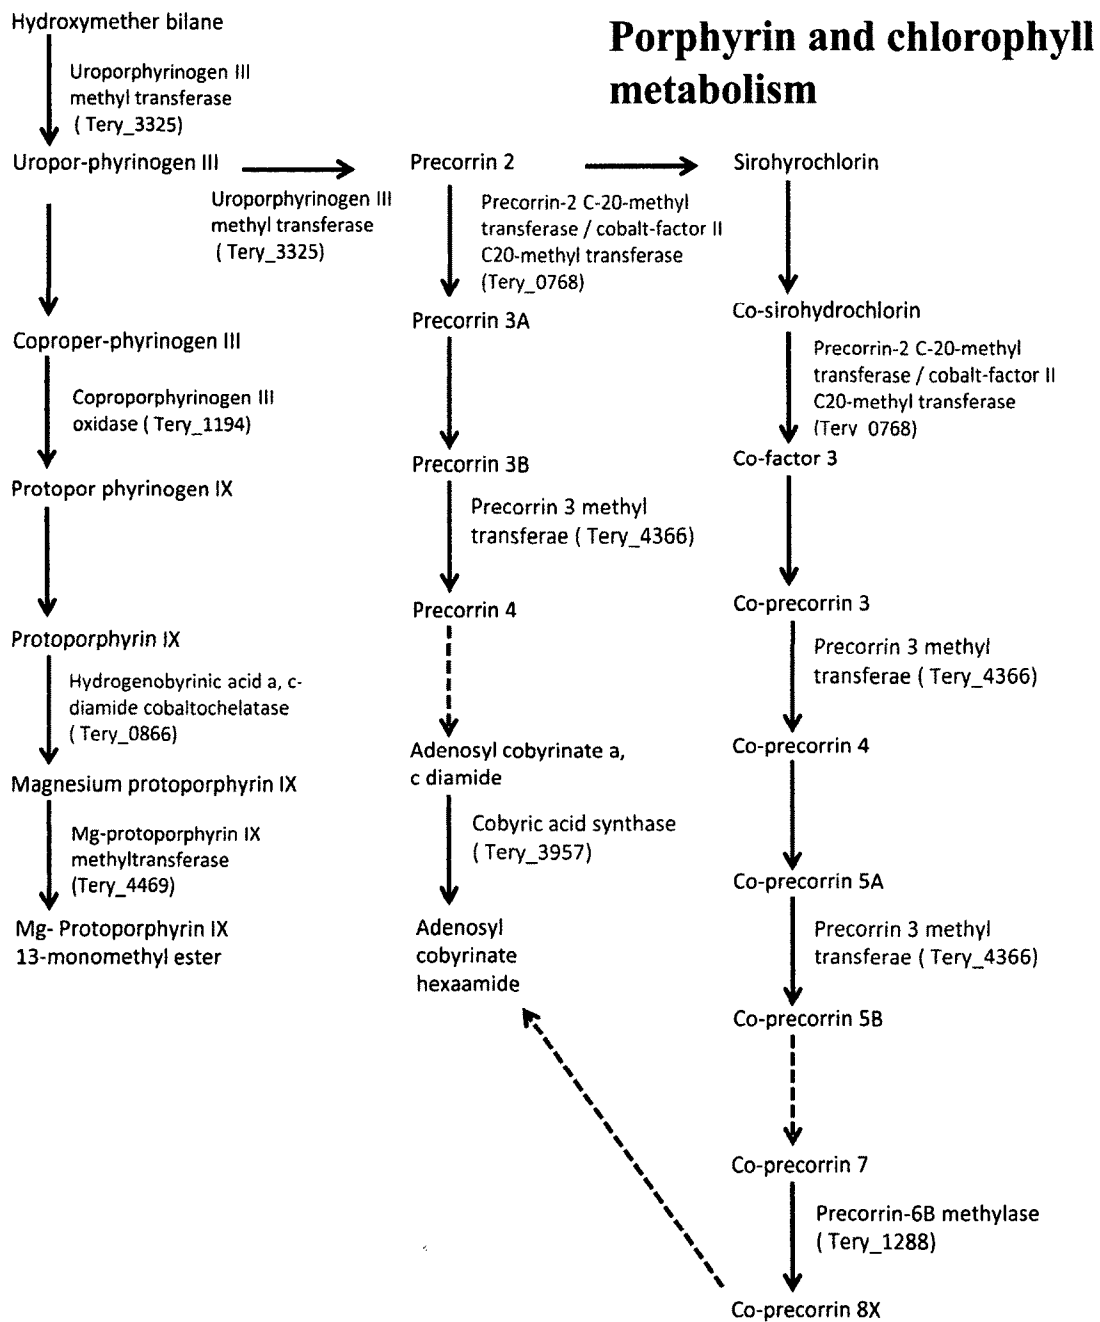 Porphyrin and chlorophyll
metabolism
Hydroxymether bilane
Uroporphyrinogen III
methyl transferase
( Tery_3325)
Uropor-phyrinogen III
Uroporphyrinogen III
methyl transferase
( Tery_3325)
Coproper-phyrinogen III
Coproporphyrinogen III
oxidase ( Tery_1194)
Protopor phyrinogen IX
Protoporphyrin IX
Hydrogenobyrinic acid a, c-
diamide cobaltochelatase
( Tery_0866)
Magnesium protoporphyrin IX
Mg-protoporphyrin IX
methyltransferase
(Tery_4469)
Mg- Protoporphyrin IX
13-monomethyl ester
Precorrin 2
Precorrin-2 C-20-methyl
transferase / cobalt-factor II
C20-methyl transferase
(Tery_0768)
Precorrin 3A
Precorrin 3B
Precorrin 3 methyl
transferae ( Tery_4366)
Precorrin 4
Adenosyl cobyrinate a,
c diamide
Cobyric acid synthase
( Tery_3957)
Adenosyl
cobyrinate
hexaamide
Sirohyrochlorin
Co-sirohydrochlorin
Precorrin-2 C-20-methyl
transferase / cobalt-factor II
C20-methyl transferase
(Tery_0768)
Co-factor 3
Co-precorrin 3
Precorrin 3 methyl
transferae ( Tery_4366)
Co-precorrin 4
Co-precorrin 5A
Precorrin 3 methyl
transferae ( Tery_4366)
Co-precorrin 5B
Co-precorrin 7
Precorrin-6B methylase
( Tery_1288)
Co-precorrin 8X